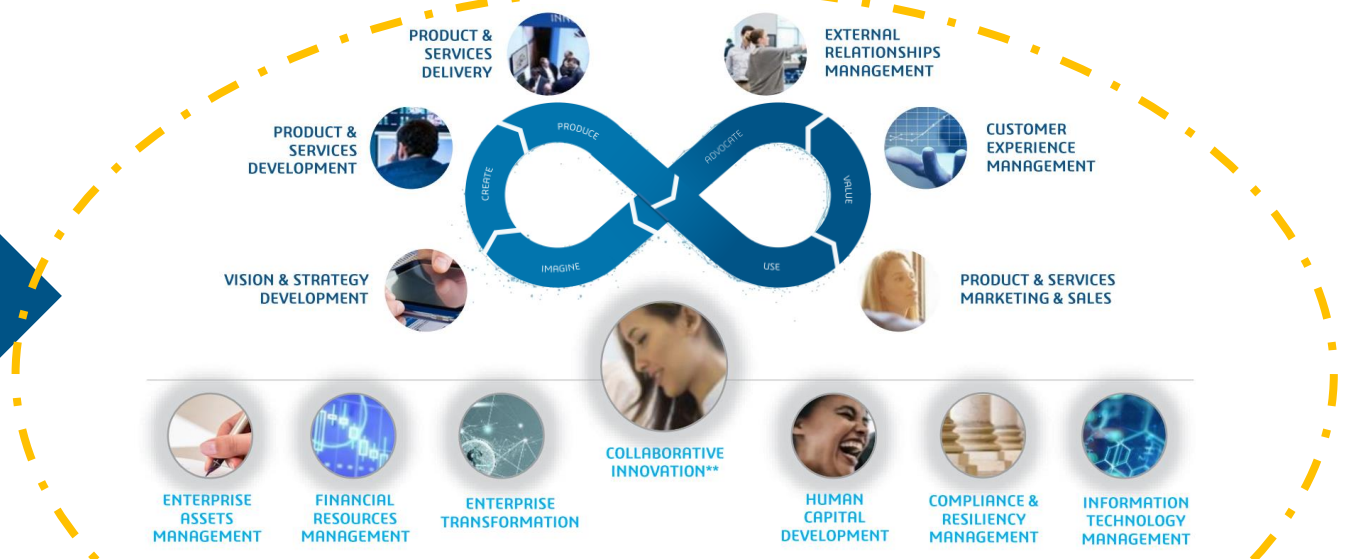 INN
PRODUCT &
SERVICES
DELIVERY
EXTERNAL
RELATIONSHIPS
MANAGEMENT
PRODUCT &
SERVICES
DEVELOPMENT
PRODUCE
ADVOCATE
CUSTOMER
EXPERIENCE
MANAGEMENT
CREATE
VALUE
VISION & STRATEGY
DEVELOPMENT
IMAGINE
USE
PRODUCT & SERVICES
MARKETING & SALES
COLLABORATIVE
INNOVATION**
ENTERPRISE
ASSETS
MANAGEMENT
FINANCIAL
RESOURCES
MANAGEMENT
ENTERPRISE
TRANSFORMATION
HUMAN
CAPITAL
DEVELOPMENT
COMPLIANCE &
RESILIENCY
MANAGEMENT
INFORMATION
TECHNOLOGY
MANAGEMENT